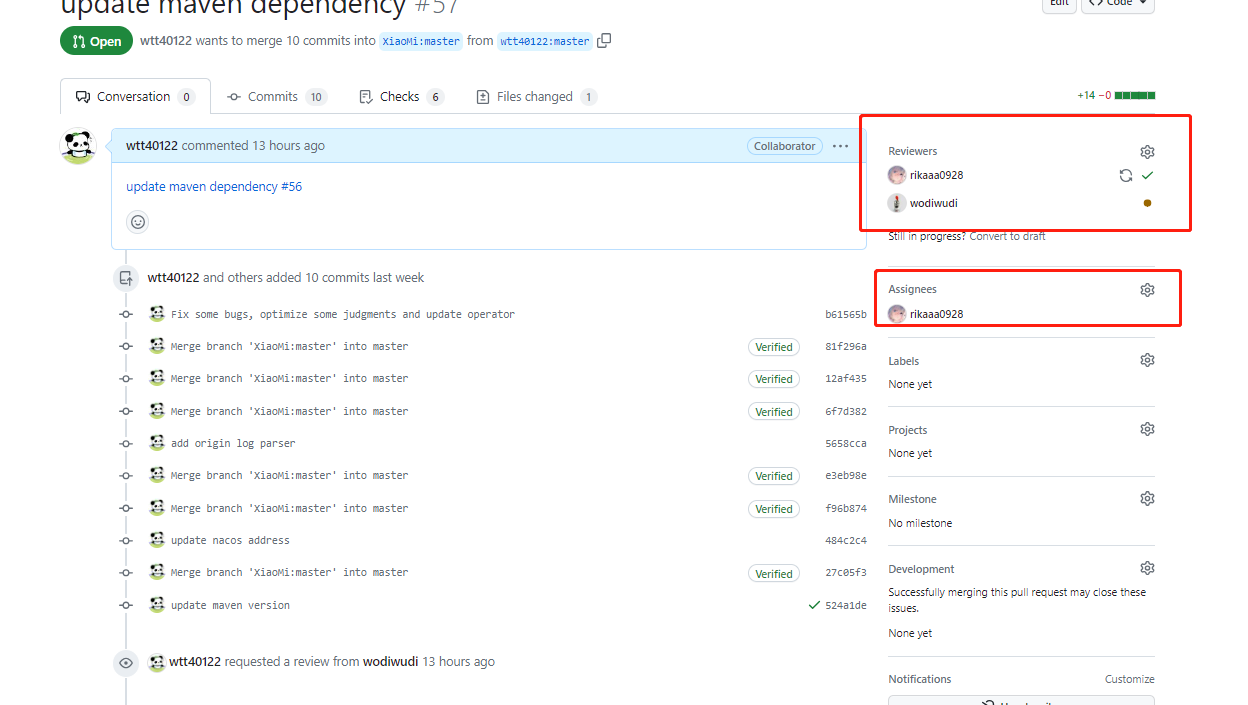 update maven dependency #57
Edit
Code
Open
wtt40122 wants to merge 10 commits into XiaoMi:master from wtt40122:master
Conversation 0
Commits 10
Checks 6
Files changed 1
+14 −0
wtt40122 commented 13 hours ago
Collaborator
update maven dependency #56
wtt40122 and others added 10 commits last week
Fix some bugs, optimize some judgments and update operator b61565b
Merge branch 'XiaoMi:master' into master Verified 81f296a
Merge branch 'XiaoMi:master' into master Verified 12af435
Merge branch 'XiaoMi:master' into master Verified 6f7d382
add origin log parser 5658cca
Merge branch 'XiaoMi:master' into master Verified e3eb98e
Merge branch 'XiaoMi:master' into master Verified f96b874
update nacos address 484c2c4
Merge branch 'XiaoMi:master' into master Verified 27c05f3
update maven version 524a1de
wtt40122 requested a review from wodiwudi 13 hours ago
Reviewers
rikaaa0928
wodiwudi
Still in progress? Convert to draft
Assignees
rikaaa0928
Labels
None yet
Projects
None yet
Milestone
No milestone
Development
Successfully merging this pull request may close these
issues.
None yet
Notifications
Customize